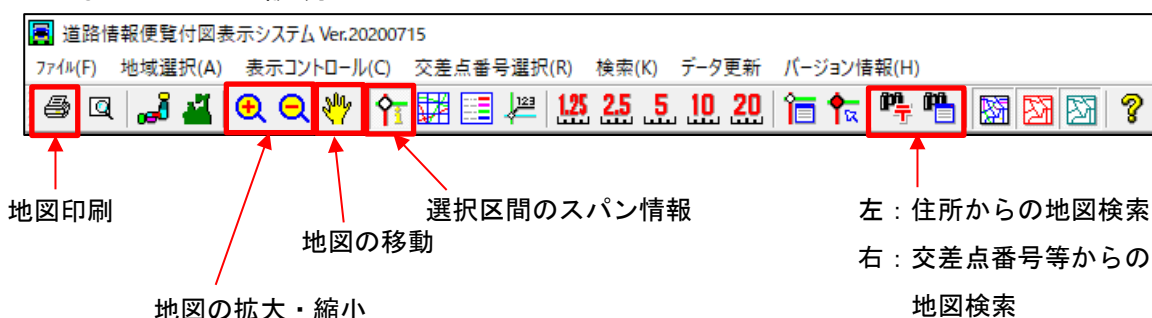 道路情報便覧付図表示システム Ver.20200715
ファイル(F) 地域選択(A) 表示コントロール(C) 交差点番号選択(R) 検索(K) データ更新 バージョン情報(H)
123 1.25 2.5 5 10 20 ?
地図印刷
選択区間のスパン情報
左：住所からの地図検索
地図の移動
右：交差点番号等からの
地図の拡大・縮小
地図検索